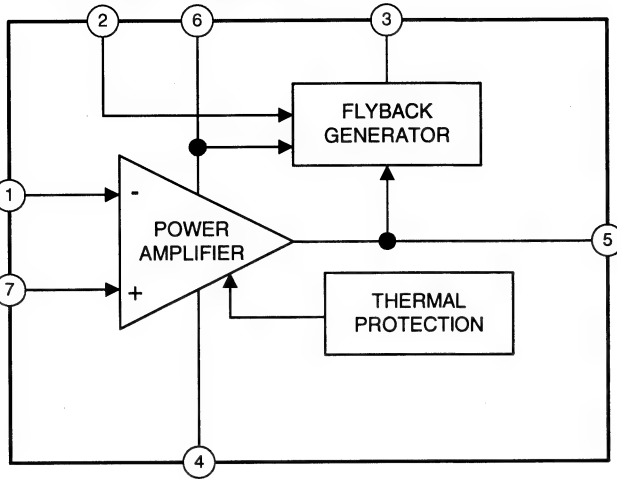 2
6
3
FLYBACK
GENERATOR
1
-
POWER
AMPLIFIER
5
7
+
THERMAL
PROTECTION
4